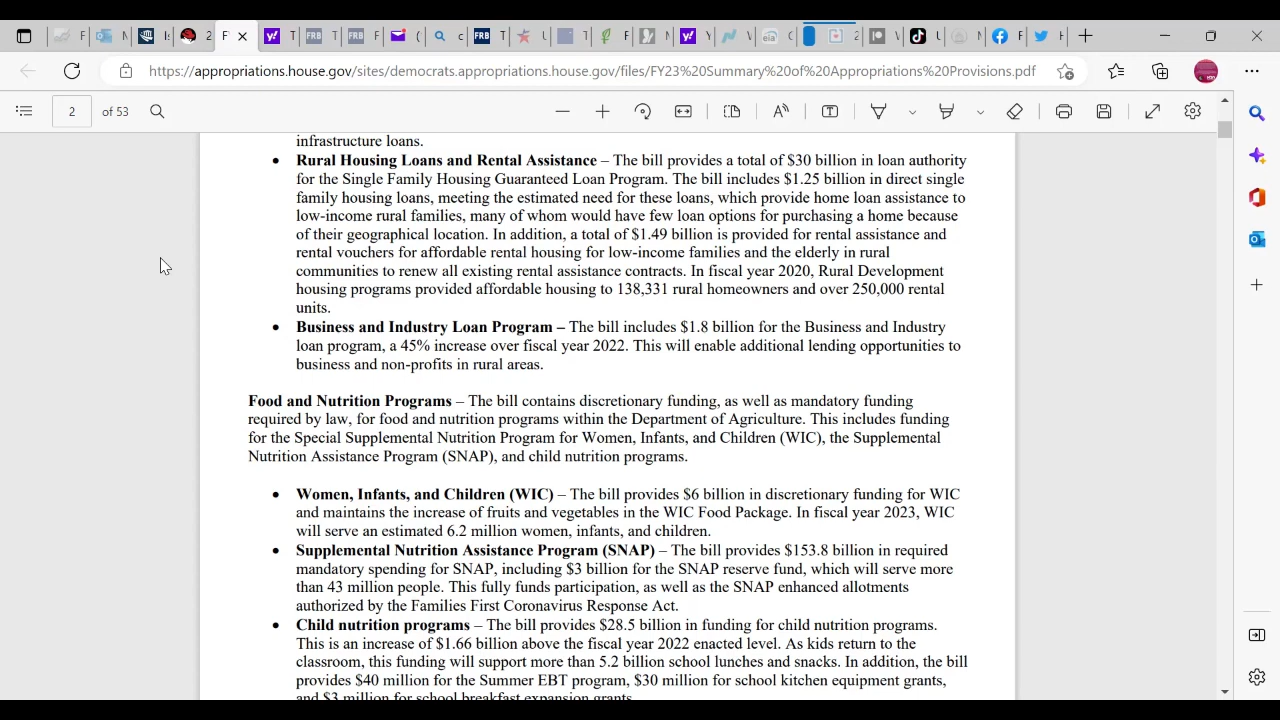 F
N
Is
2
F
T
FRB T
FRB F
(
c
FRB T
U
T
F
N
Y
V
eia C
2
V
U
N
F
H
https://appropriations.house.gov/sites/democrats.appropriations.house.gov/files/FY23%20Summary%20of%20Appropriations%20Provisions.pdf
2 of 53
infrastructure loans.
• Rural Housing Loans and Rental Assistance – The bill provides a total of $30 billion in loan authority
for the Single Family Housing Guaranteed Loan Program. The bill includes $1.25 billion in direct single
family housing loans, meeting the estimated need for these loans, which provide home loan assistance to
low-income rural families, many of whom would have few loan options for purchasing a home because
of their geographical location. In addition, a total of $1.49 billion is provided for rental assistance and
rental vouchers for affordable rental housing for low-income families and the elderly in rural
communities to renew all existing rental assistance contracts. In fiscal year 2020, Rural Development
housing programs provided affordable housing to 138,331 rural homeowners and over 250,000 rental
units.
• Business and Industry Loan Program – The bill includes $1.8 billion for the Business and Industry
loan program, a 45% increase over fiscal year 2022. This will enable additional lending opportunities to
business and non-profits in rural areas.
Food and Nutrition Programs – The bill contains discretionary funding, as well as mandatory funding
required by law, for food and nutrition programs within the Department of Agriculture. This includes funding
for the Special Supplemental Nutrition Program for Women, Infants, and Children (WIC), the Supplemental
Nutrition Assistance Program (SNAP), and child nutrition programs.
• Women, Infants, and Children (WIC) – The bill provides $6 billion in discretionary funding for WIC
and maintains the increase of fruits and vegetables in the WIC Food Package. In fiscal year 2023, WIC
will serve an estimated 6.2 million women, infants, and children.
• Supplemental Nutrition Assistance Program (SNAP) – The bill provides $153.8 billion in required
mandatory spending for SNAP, including $3 billion for the SNAP reserve fund, which will serve more
than 43 million people. This fully funds participation, as well as the SNAP enhanced allotments
authorized by the Families First Coronavirus Response Act.
• Child nutrition programs – The bill provides $28.5 billion in funding for child nutrition programs.
This is an increase of $1.66 billion above the fiscal year 2022 enacted level. As kids return to the
classroom, this funding will support more than 5.2 billion school lunches and snacks. In addition, the bill
provides $40 million for the Summer EBT program, $30 million for school kitchen equipment grants,
and $3 million for school breakfast expansion grants.